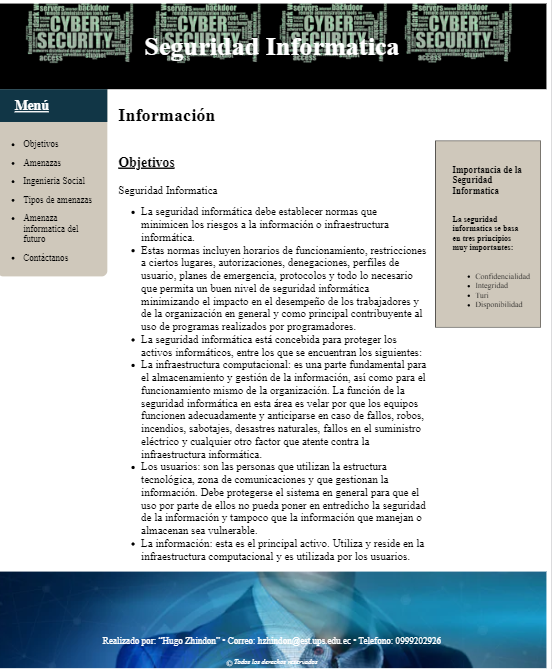 Seguridad Informatica
Menú
Objetivos
Amenazas
Ingenieria Social
Tipos de amenazas
Amenaza
informatica del
futuro
Contáctanos
Información
Objetivos
Seguridad Informatica
La seguridad informática debe establecer normas que
minimicen los riesgos a la información o infraestructura
informática.
Estas normas incluyen horarios de funcionamiento, restricciones
a ciertos lugares, autorizaciones, denegaciones, perfiles de
usuario, planes de emergencia, protocolos y todo lo necesario
que permita un buen nivel de seguridad informática
minimizando el impacto en el desempeño de los trabajadores y
de la organización en general y como principal contribuyente al
uso de programas realizados por programadores.
La seguridad informática está concebida para proteger los
activos informáticos, entre los que se encuentran los siguientes:
La infraestructura computacional: es una parte fundamental para
el almacenamiento y gestión de la información, así como para el
funcionamiento mismo de la organización. La función de la
seguridad informática en esta área es velar por que los equipos
funcionen adecuadamente y anticiparse en caso de fallos, robos,
incendios, sabotajes, desastres naturales, fallos en el suministro
eléctrico y cualquier otro factor que atente contra la
infraestructura informática.
Los usuarios: son las personas que utilizan la estructura
tecnológica, zona de comunicaciones y que gestionan la
información. Debe protegerse el sistema en general para que el
uso por parte de ellos no pueda poner en entredicho la seguridad
de la información y tampoco que la información que manejan o
almacenan sea vulnerable.
La información: esta es el principal activo. Utiliza y reside en la
infraestructura computacional y es utilizada por los usuarios.
Importancia de la
Seguridad
Informatica
La seguridad
informatica se basa
en tres principios
muy importantes:
Confidencialidad
Integridad
Turi
Disponibilidad
Realizado por: "Hugo Zhindon" • Correo: hzhindon@est.ups.edu.ec • Telefono: 0999202926
© Todos los derechos reservados